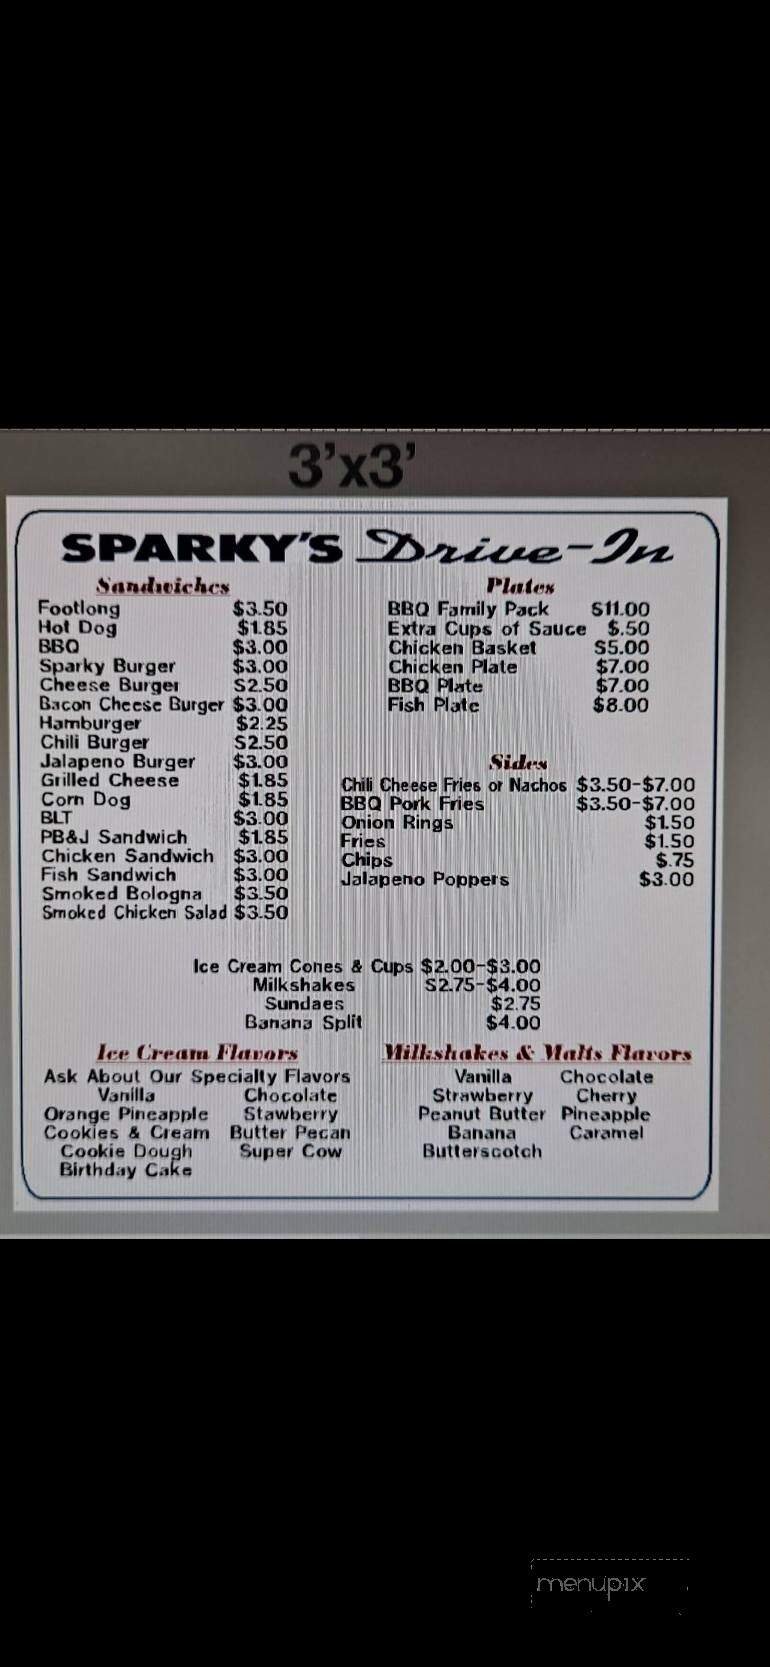 3'x3'
SPARKY'S Drive-In
Sandwiches
Footlong $3.50
Hot Dog $1.85
BBQ $3.00
Sparky Burger $3.00
Cheese Burger $2.50
Bacon Cheese Burger $3.00
Hamburger $2.25
Chili Burger $2.50
Jalapeno Burger $3.00
Grilled Cheese $1.85
Corn Dog $1.85
BLT $3.00
PB&J Sandwich $1.85
Chicken Sandwich $3.00
Fish Sandwich $3.00
Smoked Bologna $3.50
Smoked Chicken Salad $3.50
Plates
BBQ Family Pack $11.00
Extra Cups of Sauce $.50
Chicken Basket $5.00
Chicken Plate $7.00
BBQ Plate $7.00
Fish Plate $8.00
Sides
Chili Cheese Fries or Nachos $3.50-$7.00
BBQ Pork Fries $3.50-$7.00
Onion Rings $1.50
Fries $1.50
Chips $.75
Jalapeno Poppers $3.00
Ice Cream Cones & Cups $2.00-$3.00
Milkshakes $2.75-$4.00
Sundaes $2.75
Banana Split $4.00
Ice Cream Flavors
Ask About Our Specialty Flavors
Vanilla Chocolate
Orange Pineapple Stawberry
Cookies & Cream Butter Pecan
Cookie Dough Super Cow
Birthday Cake
Milkshakes & Malts Flavors
Vanilla Chocolate
Strawberry Cherry
Peanut Butter Pineapple
Banana Caramel
Butterscotch
menupix